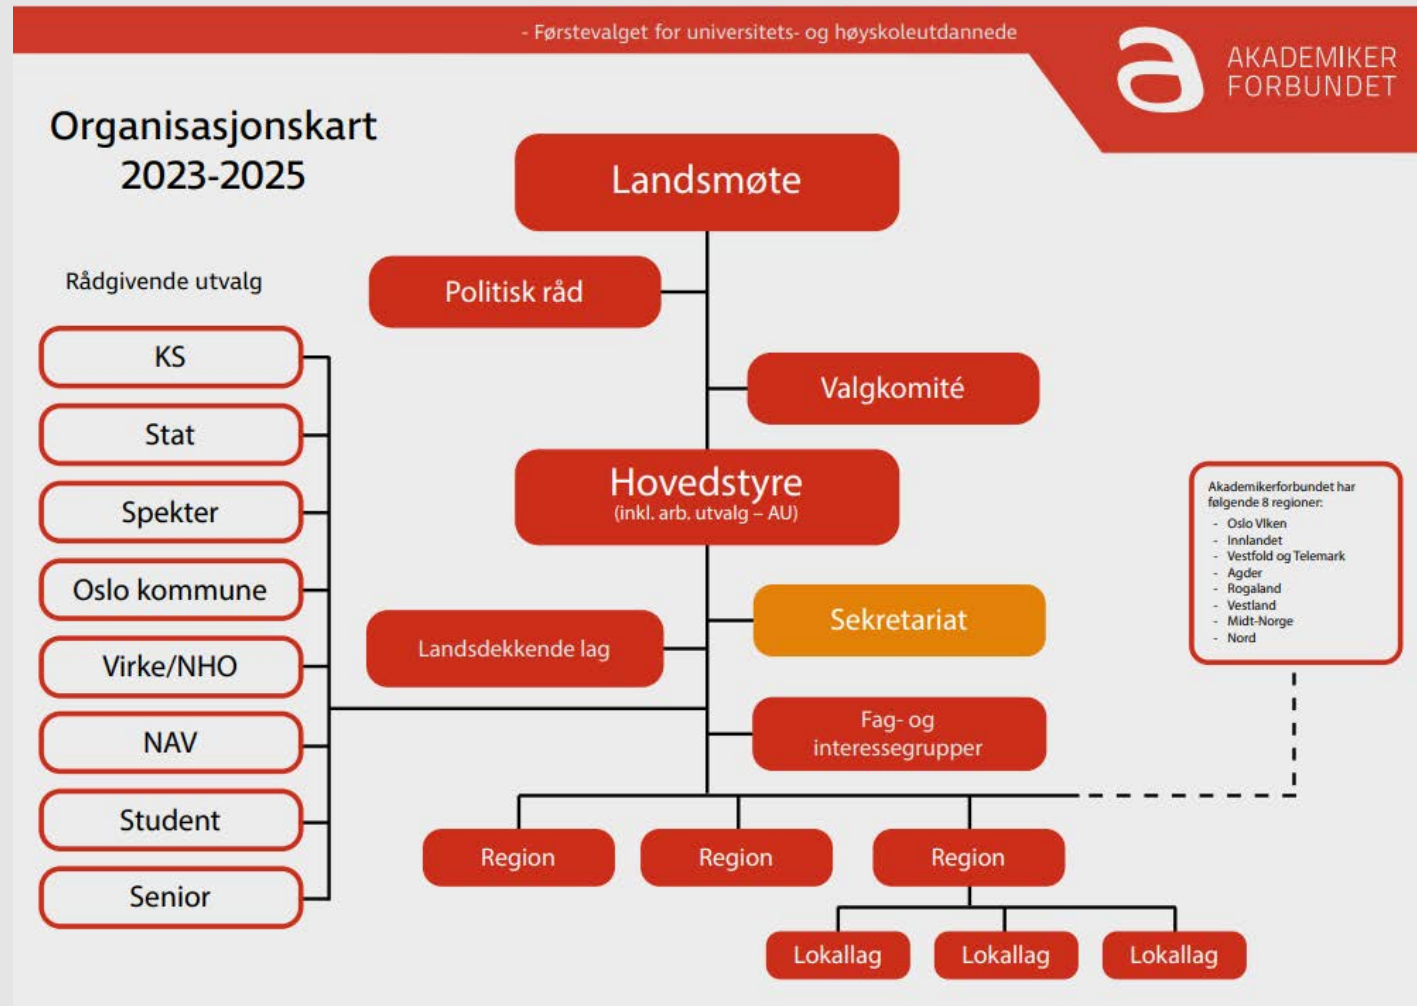 - Førstevalget for universitets- og høyskoleutdannede
AKADEMIKER
FORBUNDET
Organisasjonskart
2023-2025
Landsmøte
Politisk råd
Valgkomité
Hovedstyre
(inkl. arb. utvalg – AU)
Sekretariat
Landsdekkende lag
Fag- og
interessegrupper
Region
Region
Region
Lokallag
Lokallag
Lokallag
Rådgivende utvalg
KS
Stat
Spekter
Oslo kommune
Virke/NHO
NAV
Student
Senior
Akademikerforbundet har
følgende 8 regioner:
- Oslo VIken
- Innlandet
- Vestfold og Telemark
- Agder
- Rogaland
- Vestland
- Midt-Norge
- Nord